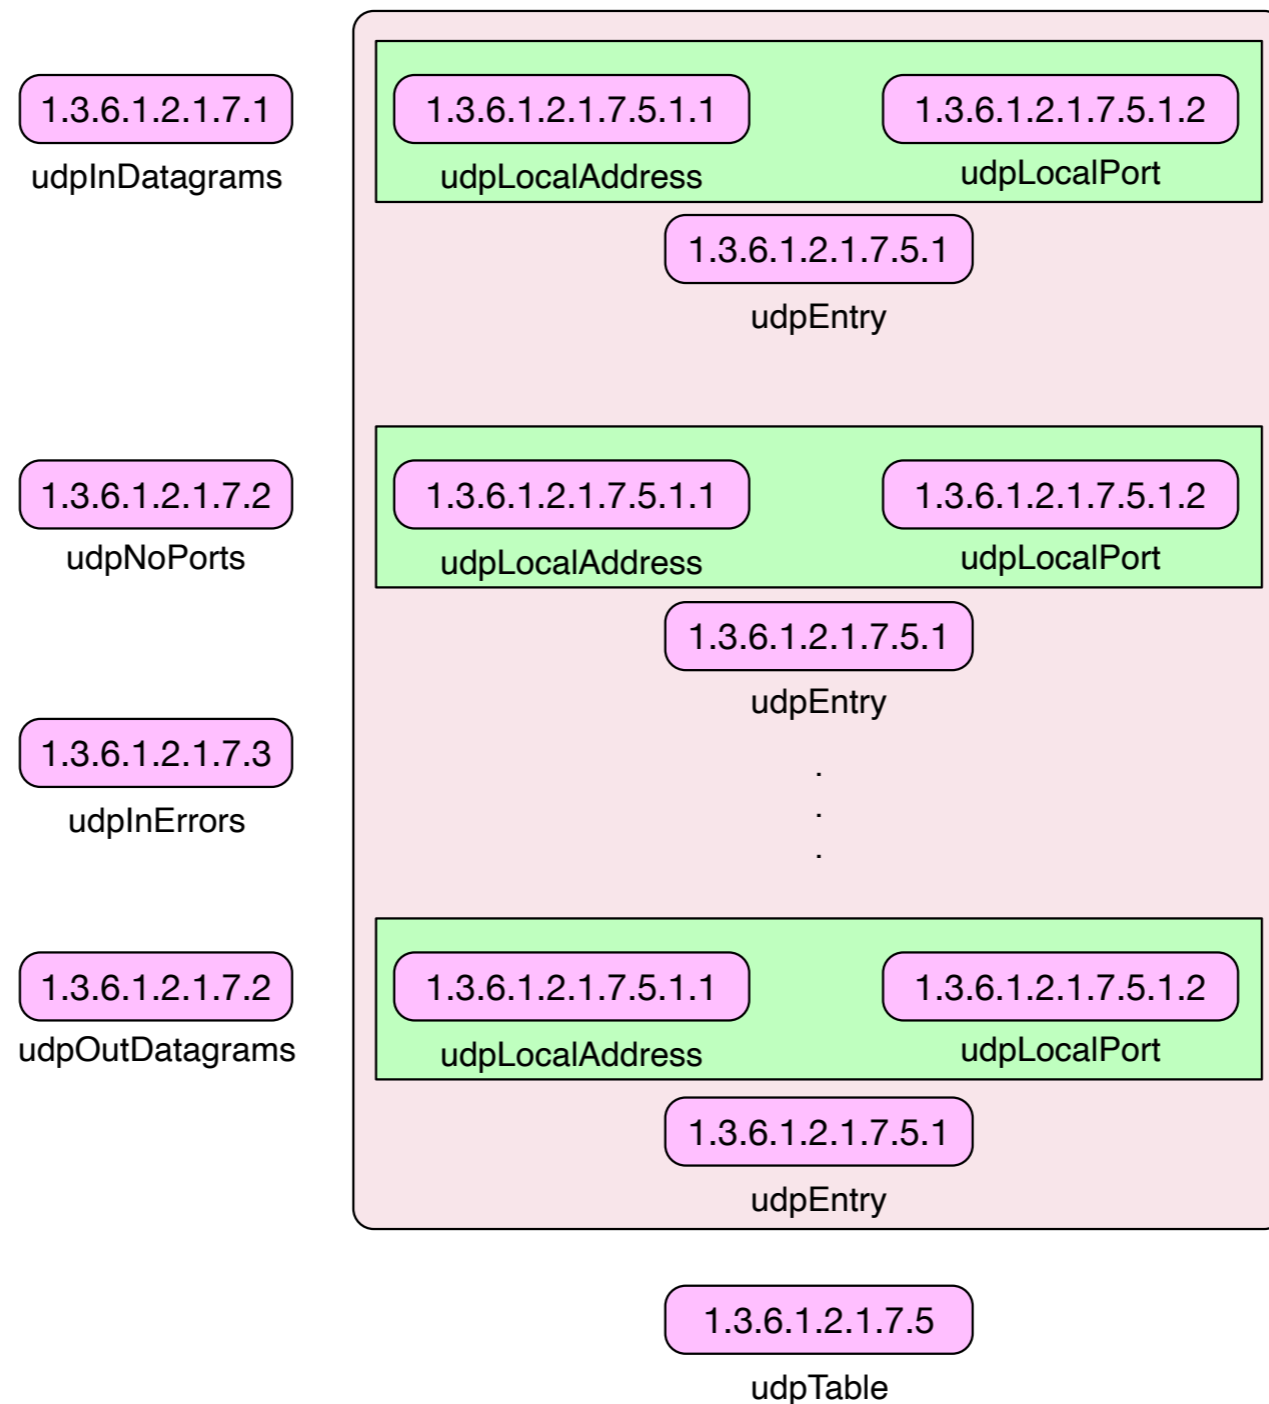 1.3.6.1.2.1.7.1
udpInDatagrams
1.3.6.1.2.1.7.2
udpNoPorts
1.3.6.1.2.1.7.3
udpInErrors
1.3.6.1.2.1.7.2
udpOutDatagrams
1.3.6.1.2.1.7.5.1.1
1.3.6.1.2.1.7.5.1.2
udpLocalAddress
udpLocalPort
1.3.6.1.2.1.7.5.1
udpEntry
1.3.6.1.2.1.7.5.1.1
1.3.6.1.2.1.7.5.1.2
udpLocalAddress
udpLocalPort
1.3.6.1.2.1.7.5.1
udpEntry
.
.
.
1.3.6.1.2.1.7.5.1.1
1.3.6.1.2.1.7.5.1.2
udpLocalAddress
udpLocalPort
1.3.6.1.2.1.7.5.1
udpEntry
1.3.6.1.2.1.7.5
udpTable